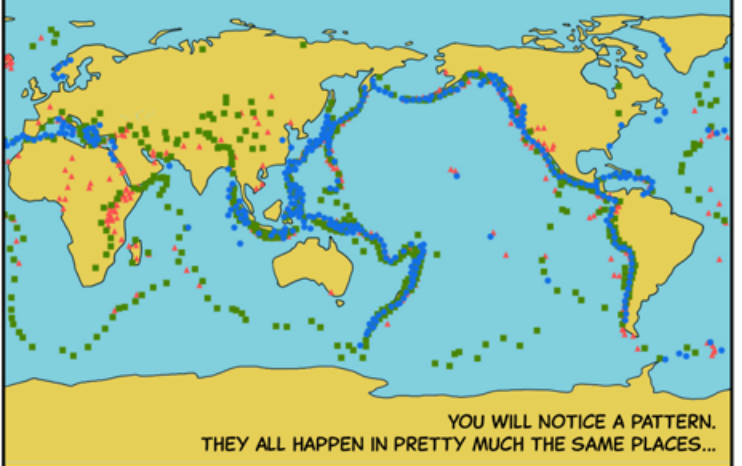 YOU WILL NOTICE A PATTERN.
THEY ALL HAPPEN IN PRETTY MUCH THE SAME PLACES...